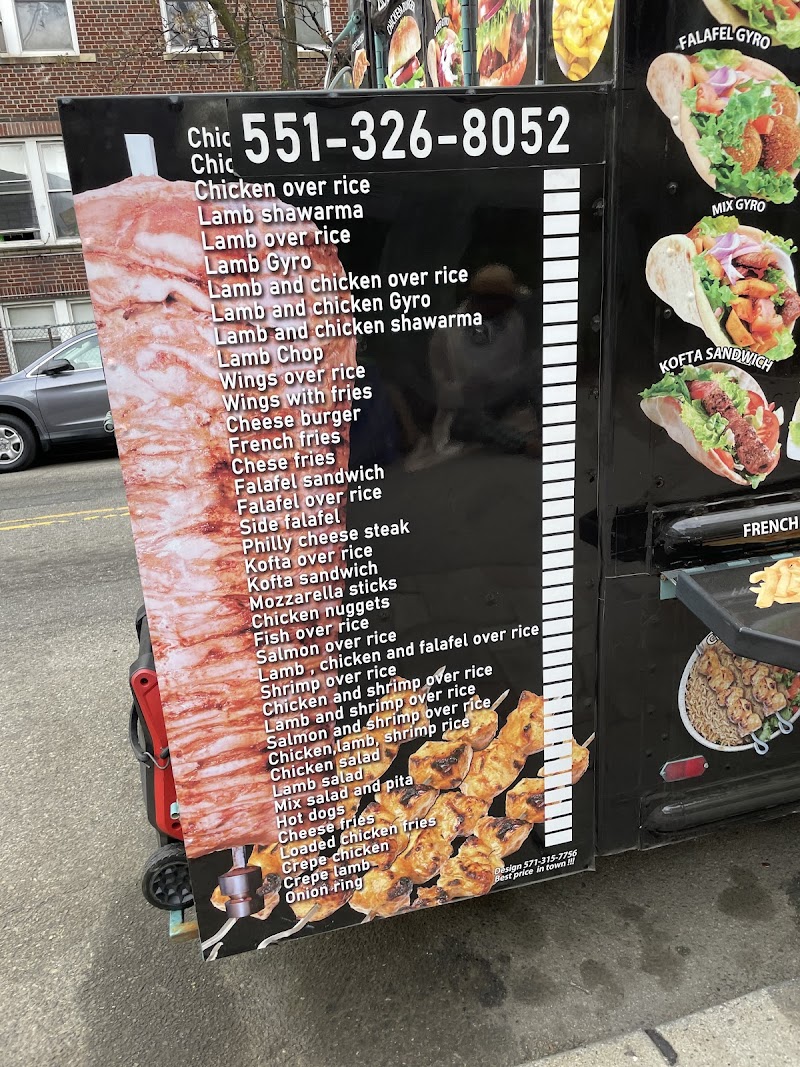 CHICKEN BURGER
551-326-8052
Chicken over rice
Lamb shawarma
Lamb over rice
Lamb Gyro
Lamb and chicken over rice
Lamb and chicken Gyro
Lamb and chicken shawarma
Lamb Chop
Wings over rice
Wings with fries
Cheese burger
French fries
Chese fries
Falafel sandwich
Falafel over rice
Side falafel
Philly cheese steak
Kofta over rice
Kofta sandwich
Mozzarella sticks
Chicken nuggets
Fish over rice
Salmon over rice
Lamb , chicken and falafel over rice
Shrimp over rice
Chicken and shrimp over rice
Lamb and shrimp over rice
Salmon and shrimp over rice
Chicken,lamb, shrimp rice
Chicken salad
Lamb salad
Mix salad and pita
Hot dogs
Cheese fries
Loaded chicken fries
Crepe chicken
Crepe lamb
Onion ring
Design 571-315-7756
Best price in town !!!
FALAFEL GYRO
MIX GYRO
KOFTA SANDWICH
FRENCH